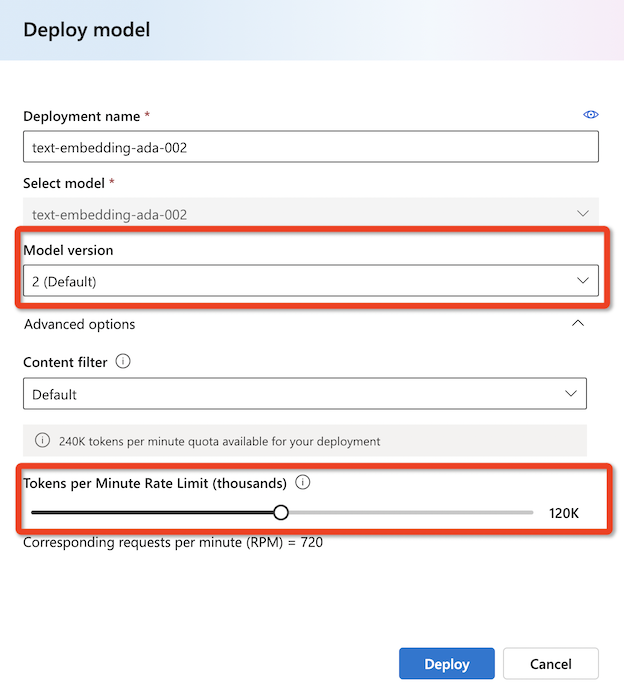 Deploy model
Deployment name *
text-embedding-ada-002
Select model *
text-embedding-ada-002
Model version
2 (Default)
Advanced options
Content filter
Default
240K tokens per minute quota available for your deployment
Tokens per Minute Rate Limit (thousands)
120K
Corresponding requests per minute (RPM) = 720
Deploy
Cancel